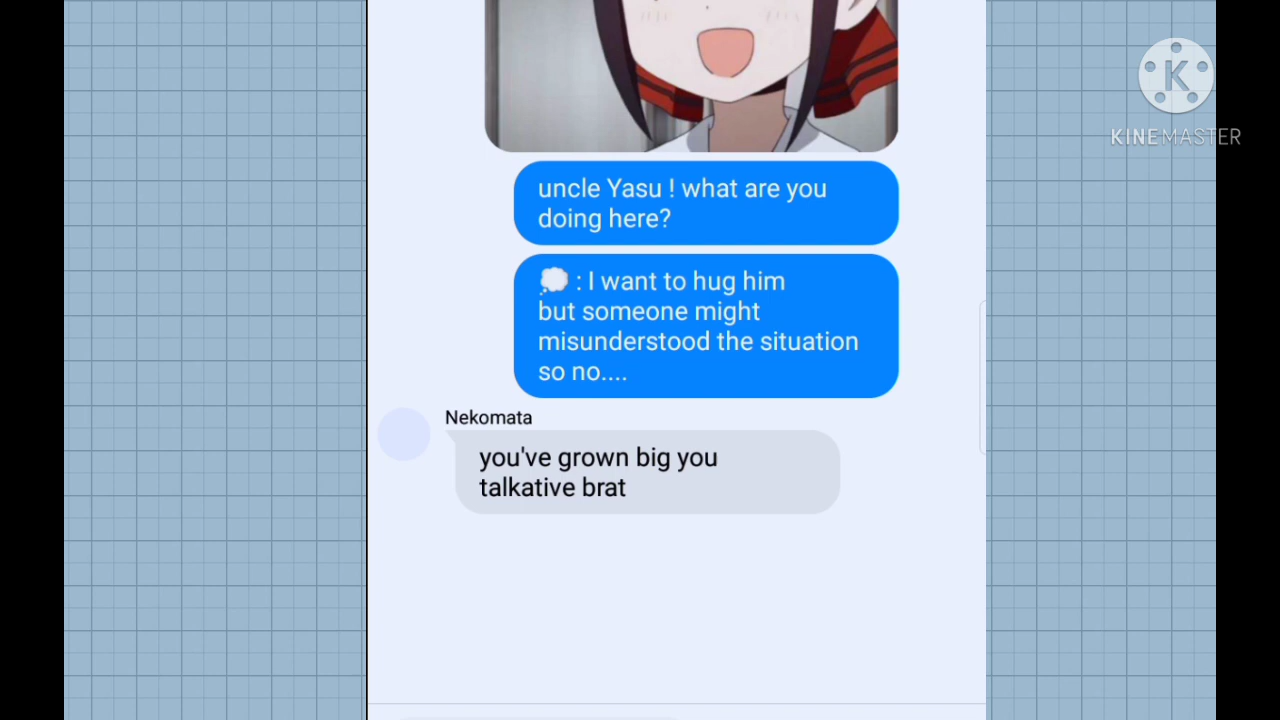 KINEMASTER
uncle Yasu ! what are you
doing here?
💭 : I want to hug him
but someone might
misunderstood the situation
so no....
Nekomata
you've grown big you
talkative brat